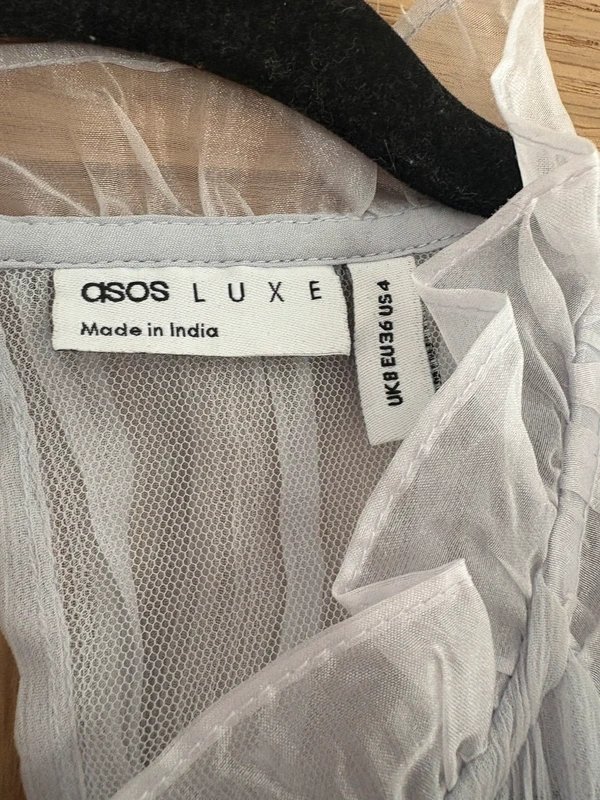 asos LUXE
Made in India
UK8 EU36 US4